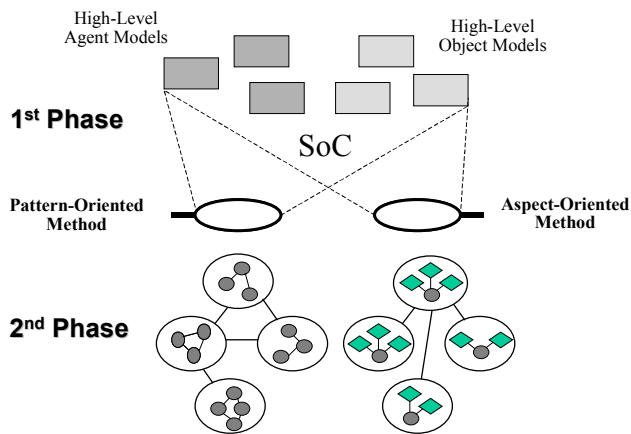 High-Level
Agent Models
High-Level
Object Models
1st Phase
SoC
Pattern-Oriented
Method
Aspect-Oriented
Method
2nd Phase